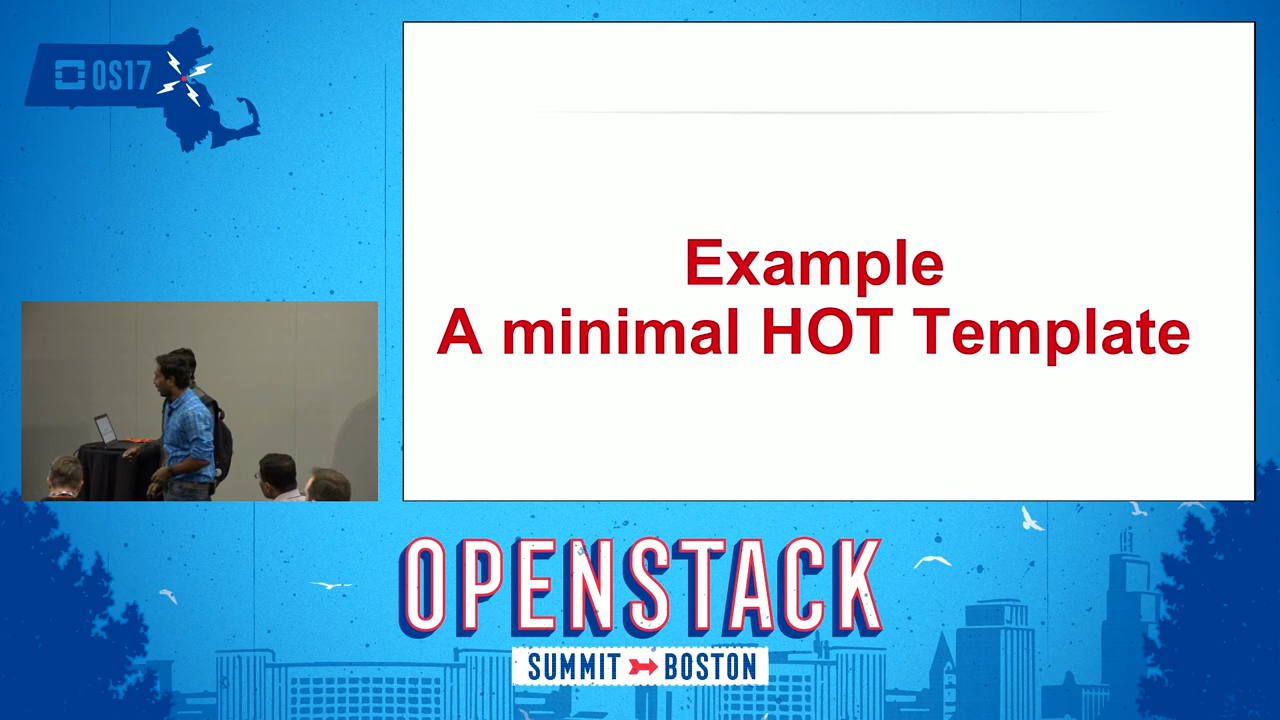 OS17
Example
A minimal HOT Template
OPENSTACK
SUMMIT BOSTON